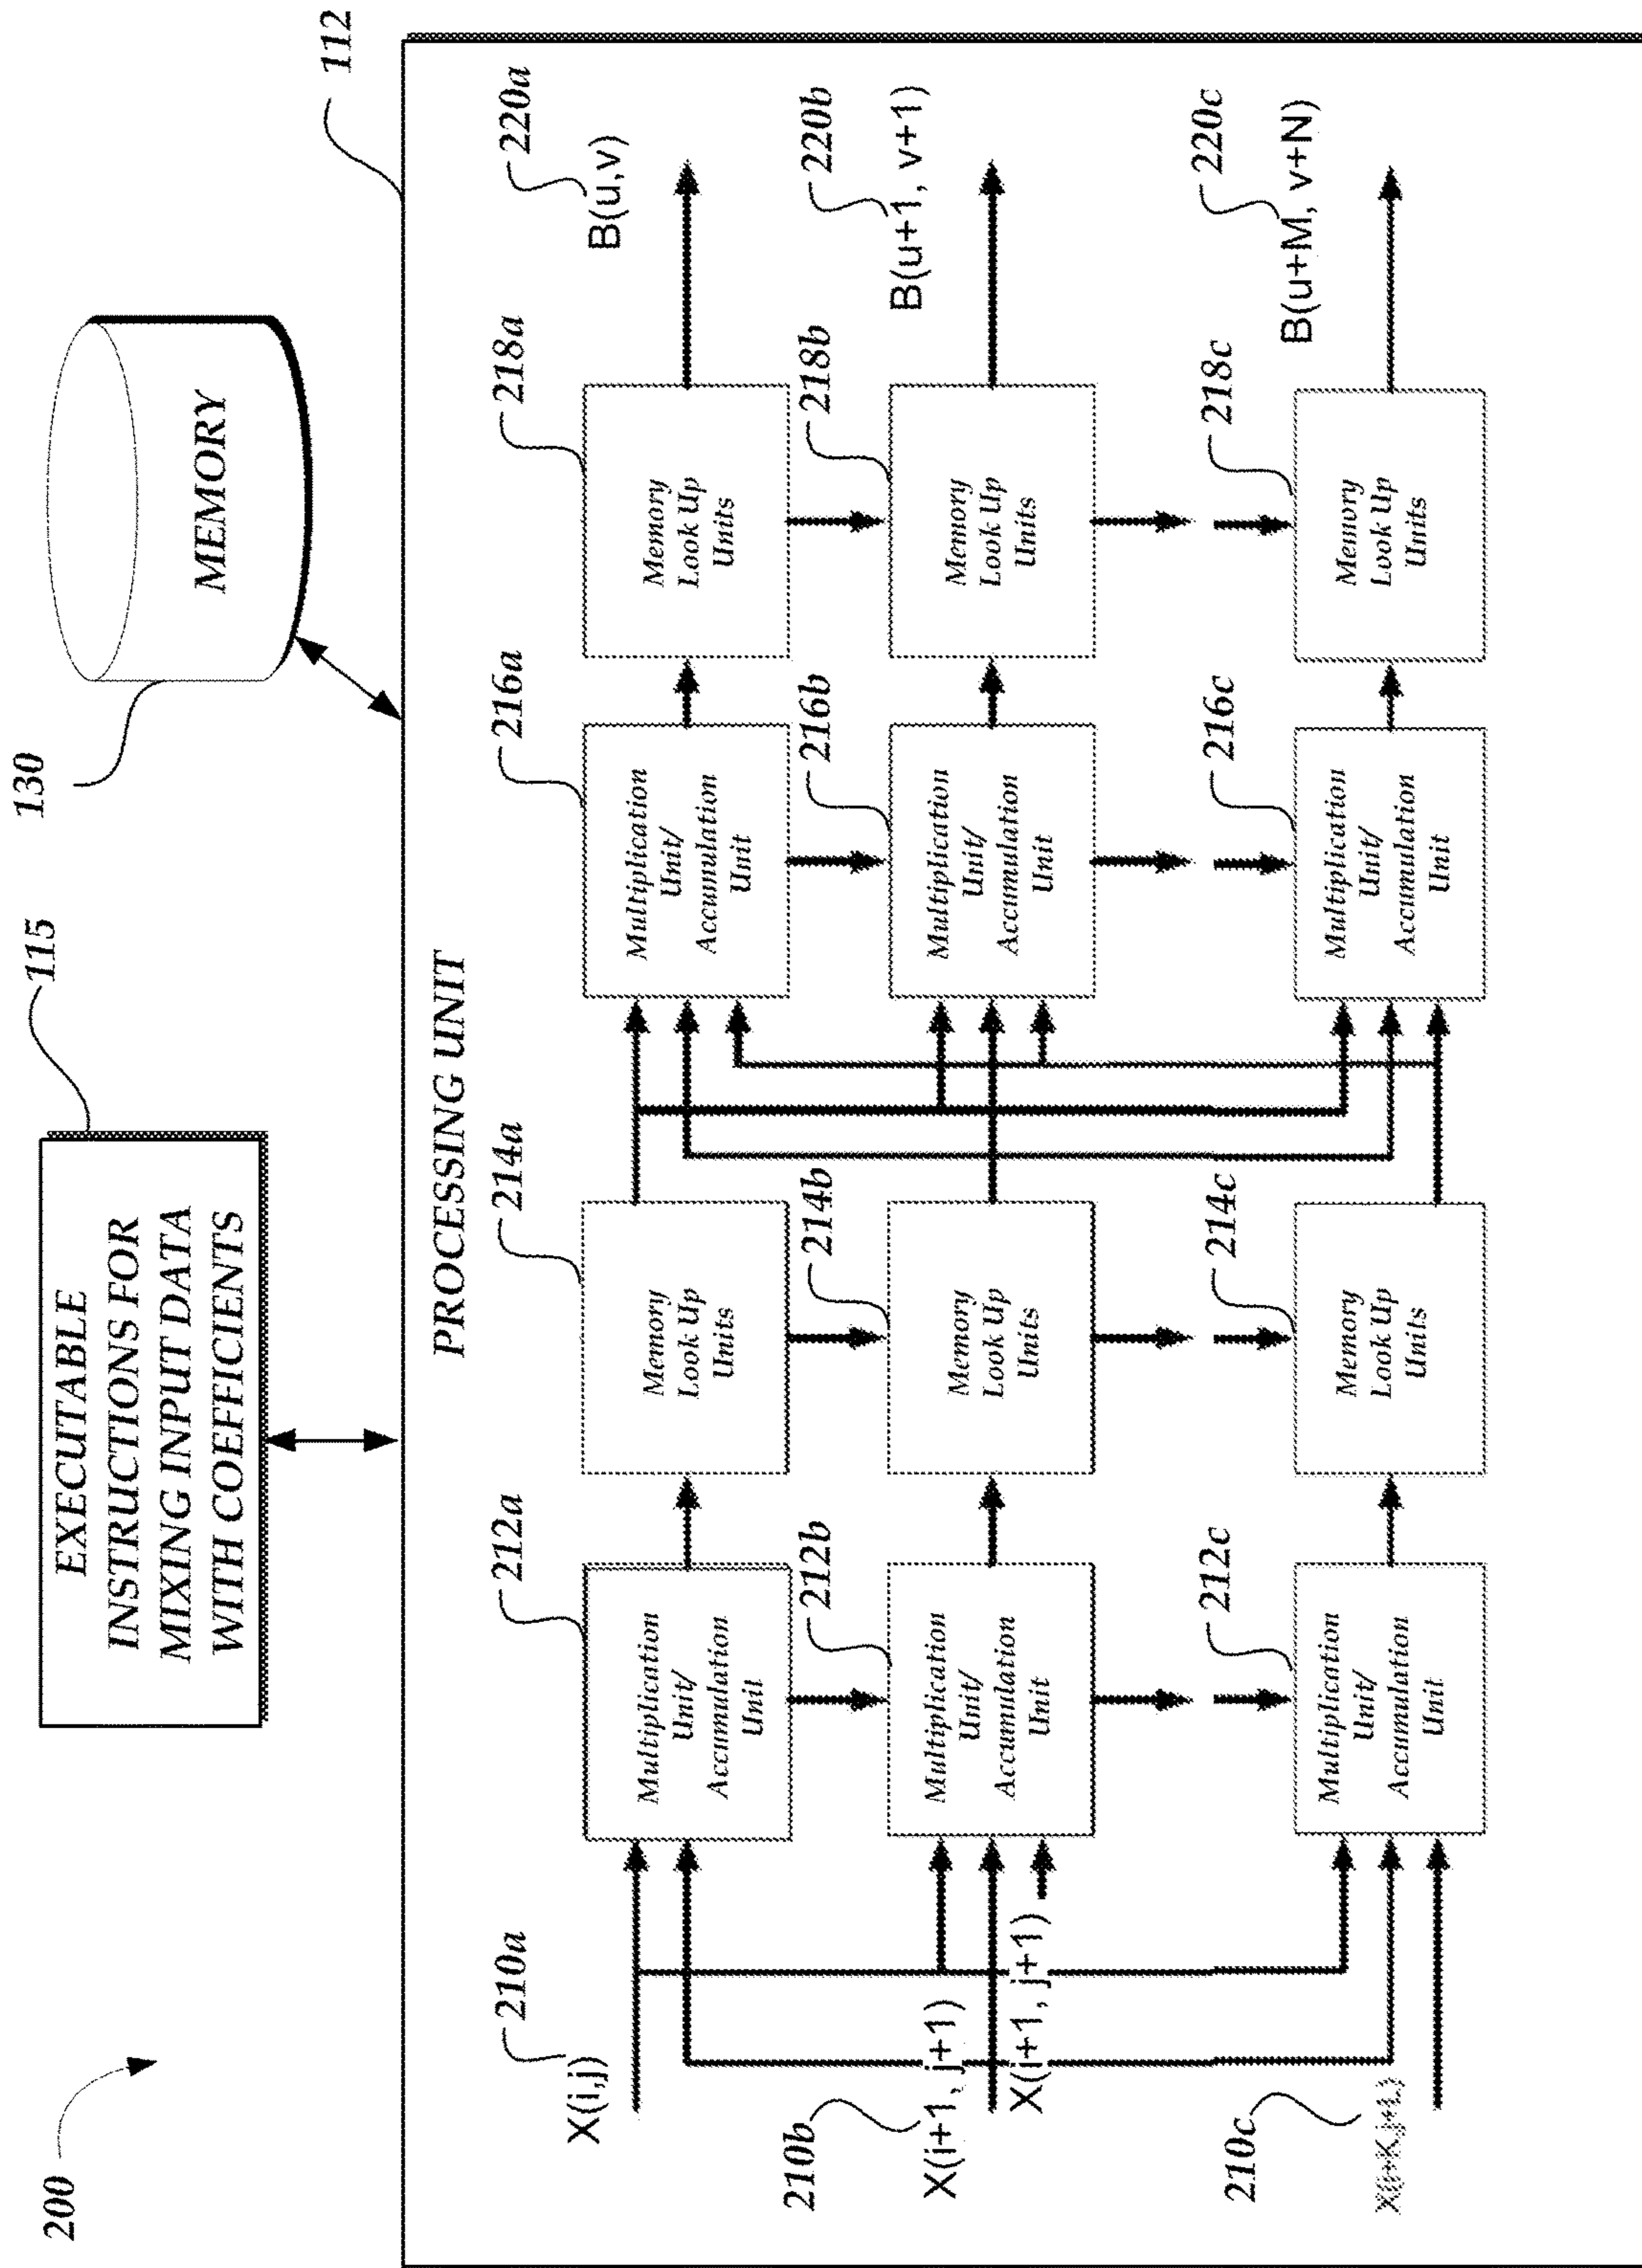 200
EXECUTABLE
INSTRUCTIONS FOR
MIXING INPUT DATA
WITH COEFFICIENTS
115
130
MEMORY
112
PROCESSING UNIT
210a
X(i,j)
212a
Multiplication
Unit/
Accumulation
Unit
214a
Memory
Look Up
Units
216a
Multiplication
Unit/
Accumulation
Unit
218a
Memory
Look Up
Units
220a
B(u,v)
210b
X(i+1, j+1)
X(i+1, j+1)
212b
Multiplication
Unit/
Accumulation
Unit
214b
Memory
Look Up
Units
216b
Multiplication
Unit/
Accumulation
Unit
218b
Memory
Look Up
Units
220b
B(u+1, v+1)
210c
212c
Multiplication
Unit/
Accumulation
Unit
214c
Memory
Look Up
Units
216c
Multiplication
Unit/
Accumulation
Unit
218c
Memory
Look Up
Units
220c
B(u+M, v+N)